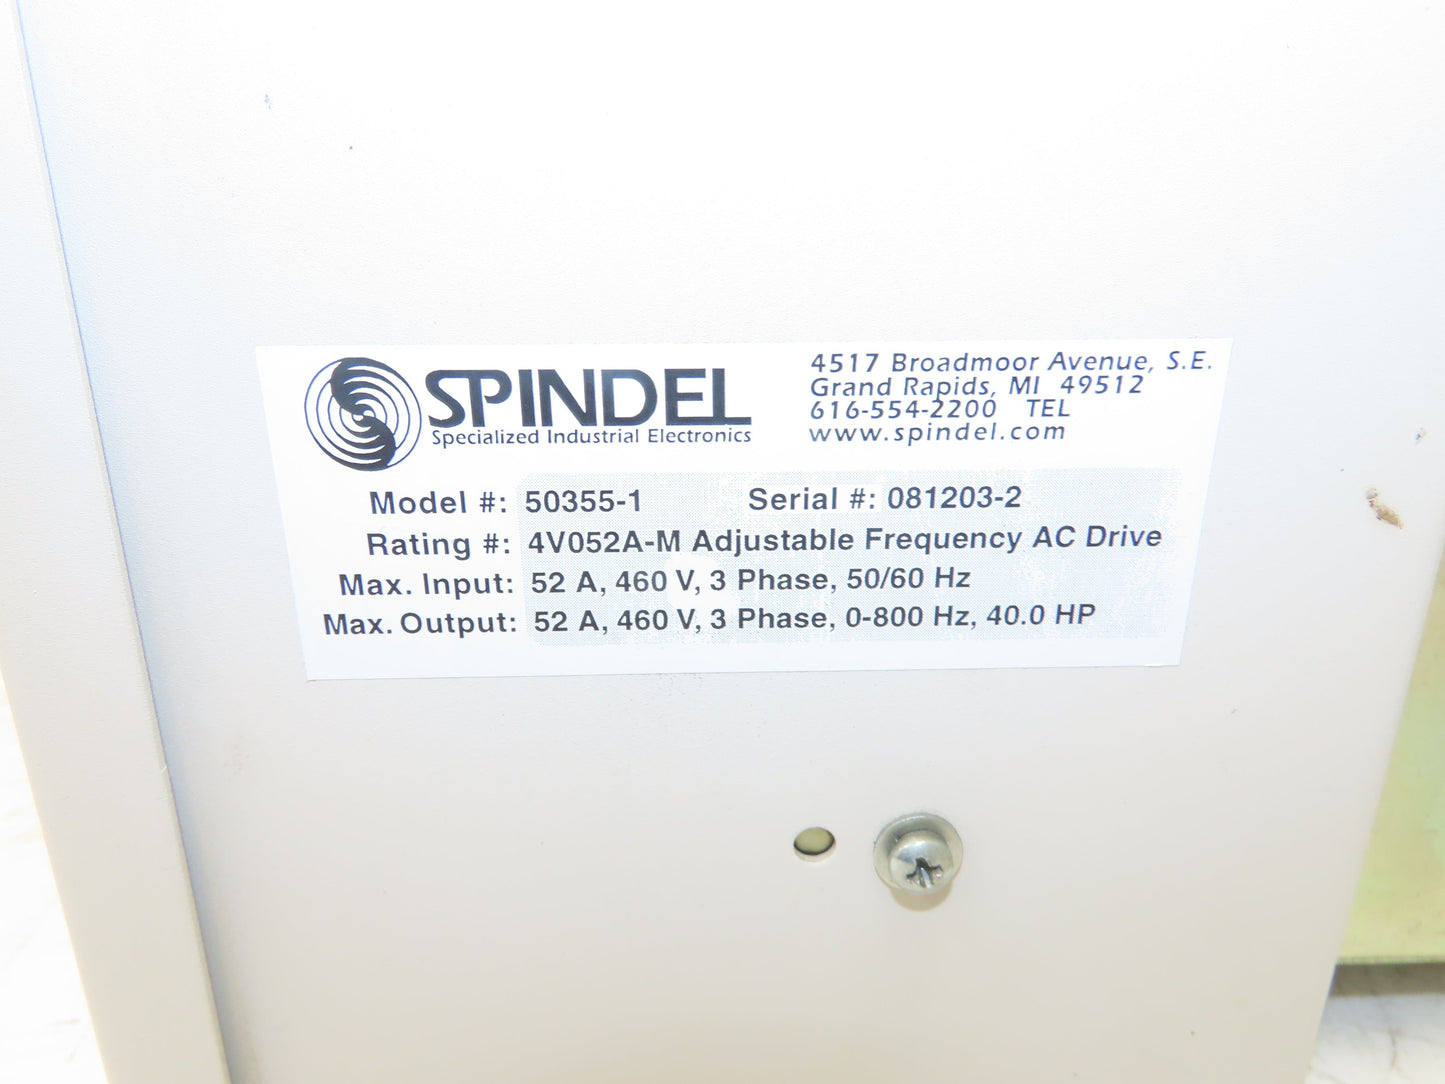 SPINDEL
Specialized Industrial Electronics
4517 Broadmoor Avenue, S.E.
Grand Rapids, MI 49512
616-554-2200 TEL
www.spindel.com
Model #: 50355-1 Serial #: 081203-2
Rating #: 4V052A-M Adjustable Frequency AC Drive
Max. Input: 52 A, 460 V, 3 Phase, 50/60 Hz
Max. Output: 52 A, 460 V, 3 Phase, 0-800 Hz, 40.0 HP